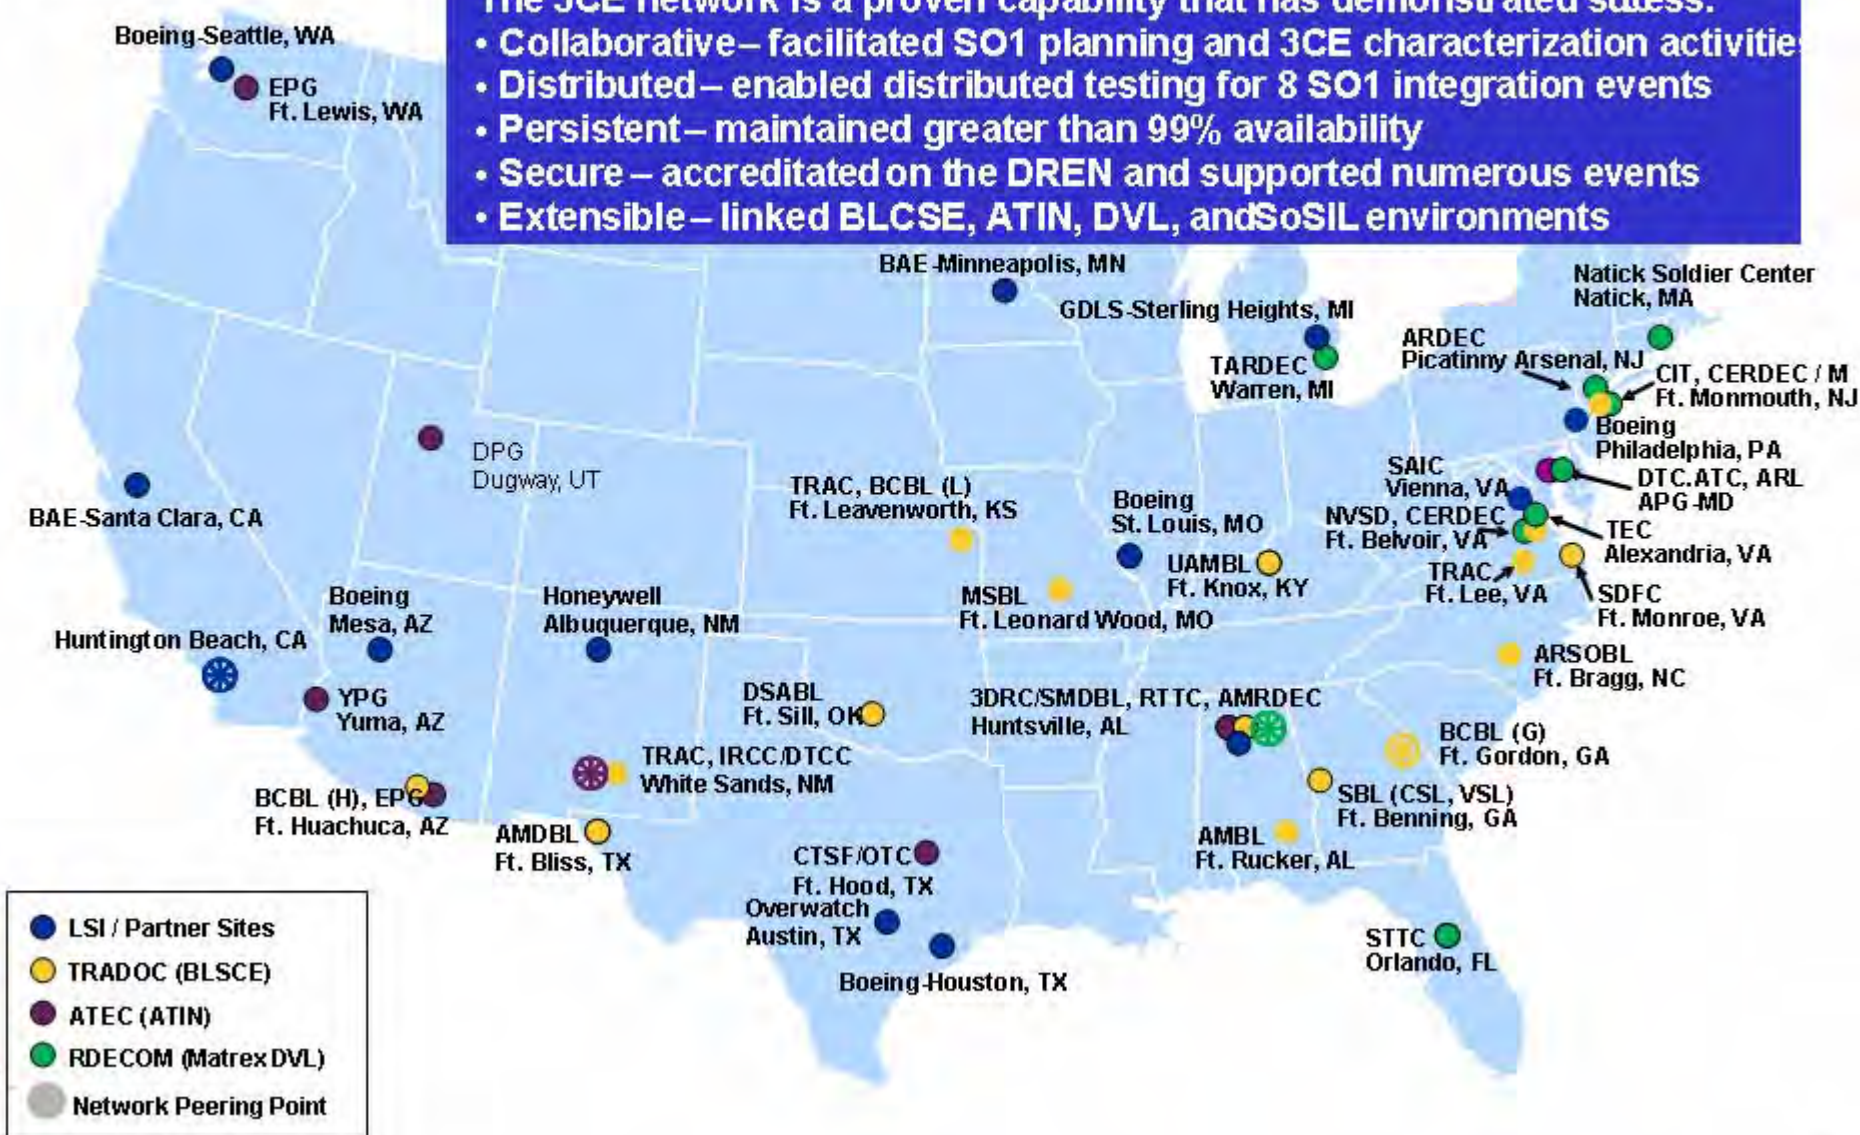 The 3CE network is a proven capability that has demonstrated
• Collaborative– facilitated SO1 planning and 3CE characterization activities
• Distributed– enabled distributed testing for 8 SO1 integration events
• Persistent– maintained greater than 99% availability
• Secure– accreditated on the DREN and supported numerous events
• Extensible– linked BLCSE, ATIN, DVL, andSoSIL environments
Boeing-Seattle, WA
EPG
Ft. Lewis, WA
BAE-Minneapolis, MN
GDLS-Sterling Heights, MI
TARDEC
Warren, MI
Natick Soldier Center
Natick, MA
ARDEC
Picatinny Arsenal, NJ
CIT, CERDEC / M
Ft. Monmouth, NJ
Boeing
Philadelphia, PA
DPG
Dugway, UT
SAIC
Vienna, VA
DTC.ATC, ARL
APG-MD
BAE-Santa Clara, CA
TRAC, BCBL (L)
Ft. Leavenworth, KS
Boeing
St. Louis, MO
NVSD, CERDEC
Ft. Belvoir, VA
TEC
Alexandria, VA
UAMBL
Ft. Knox, KY
TRAC
Ft. Lee, VA
SDFC
Ft. Monroe, VA
MSBL
Ft. Leonard Wood, MO
Boeing
Mesa, AZ
Honeywell
Albuquerque, NM
Huntington Beach, CA
ARSOBL
Ft. Bragg, NC
YPG
Yuma, AZ
DSABL
Ft. Sill, OK
3DRC/SMDBL, RTTC, AMRDEC
Huntsville, AL
BCBL (G)
Ft. Gordon, GA
TRAC, IRCC/DTCC
White Sands, NM
BCBL (H), EPG
Ft. Huachuca, AZ
SBL (CSL, VSL)
Ft. Benning, GA
AMDBL
Ft. Bliss, TX
AMBL
Ft. Rucker, AL
CTSF/OTC
Ft. Hood, TX
Overwatch
Austin, TX
Boeing-Houston, TX
STTC
Orlando, FL
LSI / Partner Sites
TRADOC (BLSCE)
ATEC (ATIN)
RDECOM (Matrex DVL)
Network Peering Point